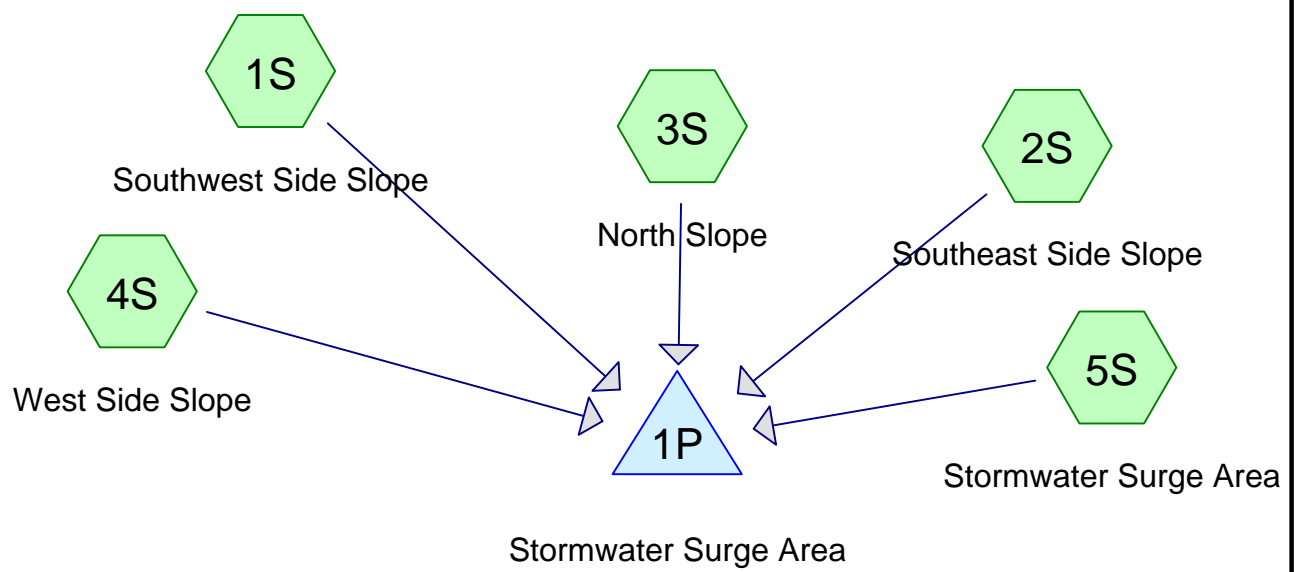 1S
Southwest Side Slope
3S
North Slope
2S
Southeast Side Slope
4S
West Side Slope
5S
Stormwater Surge Area
1P
Stormwater Surge Area